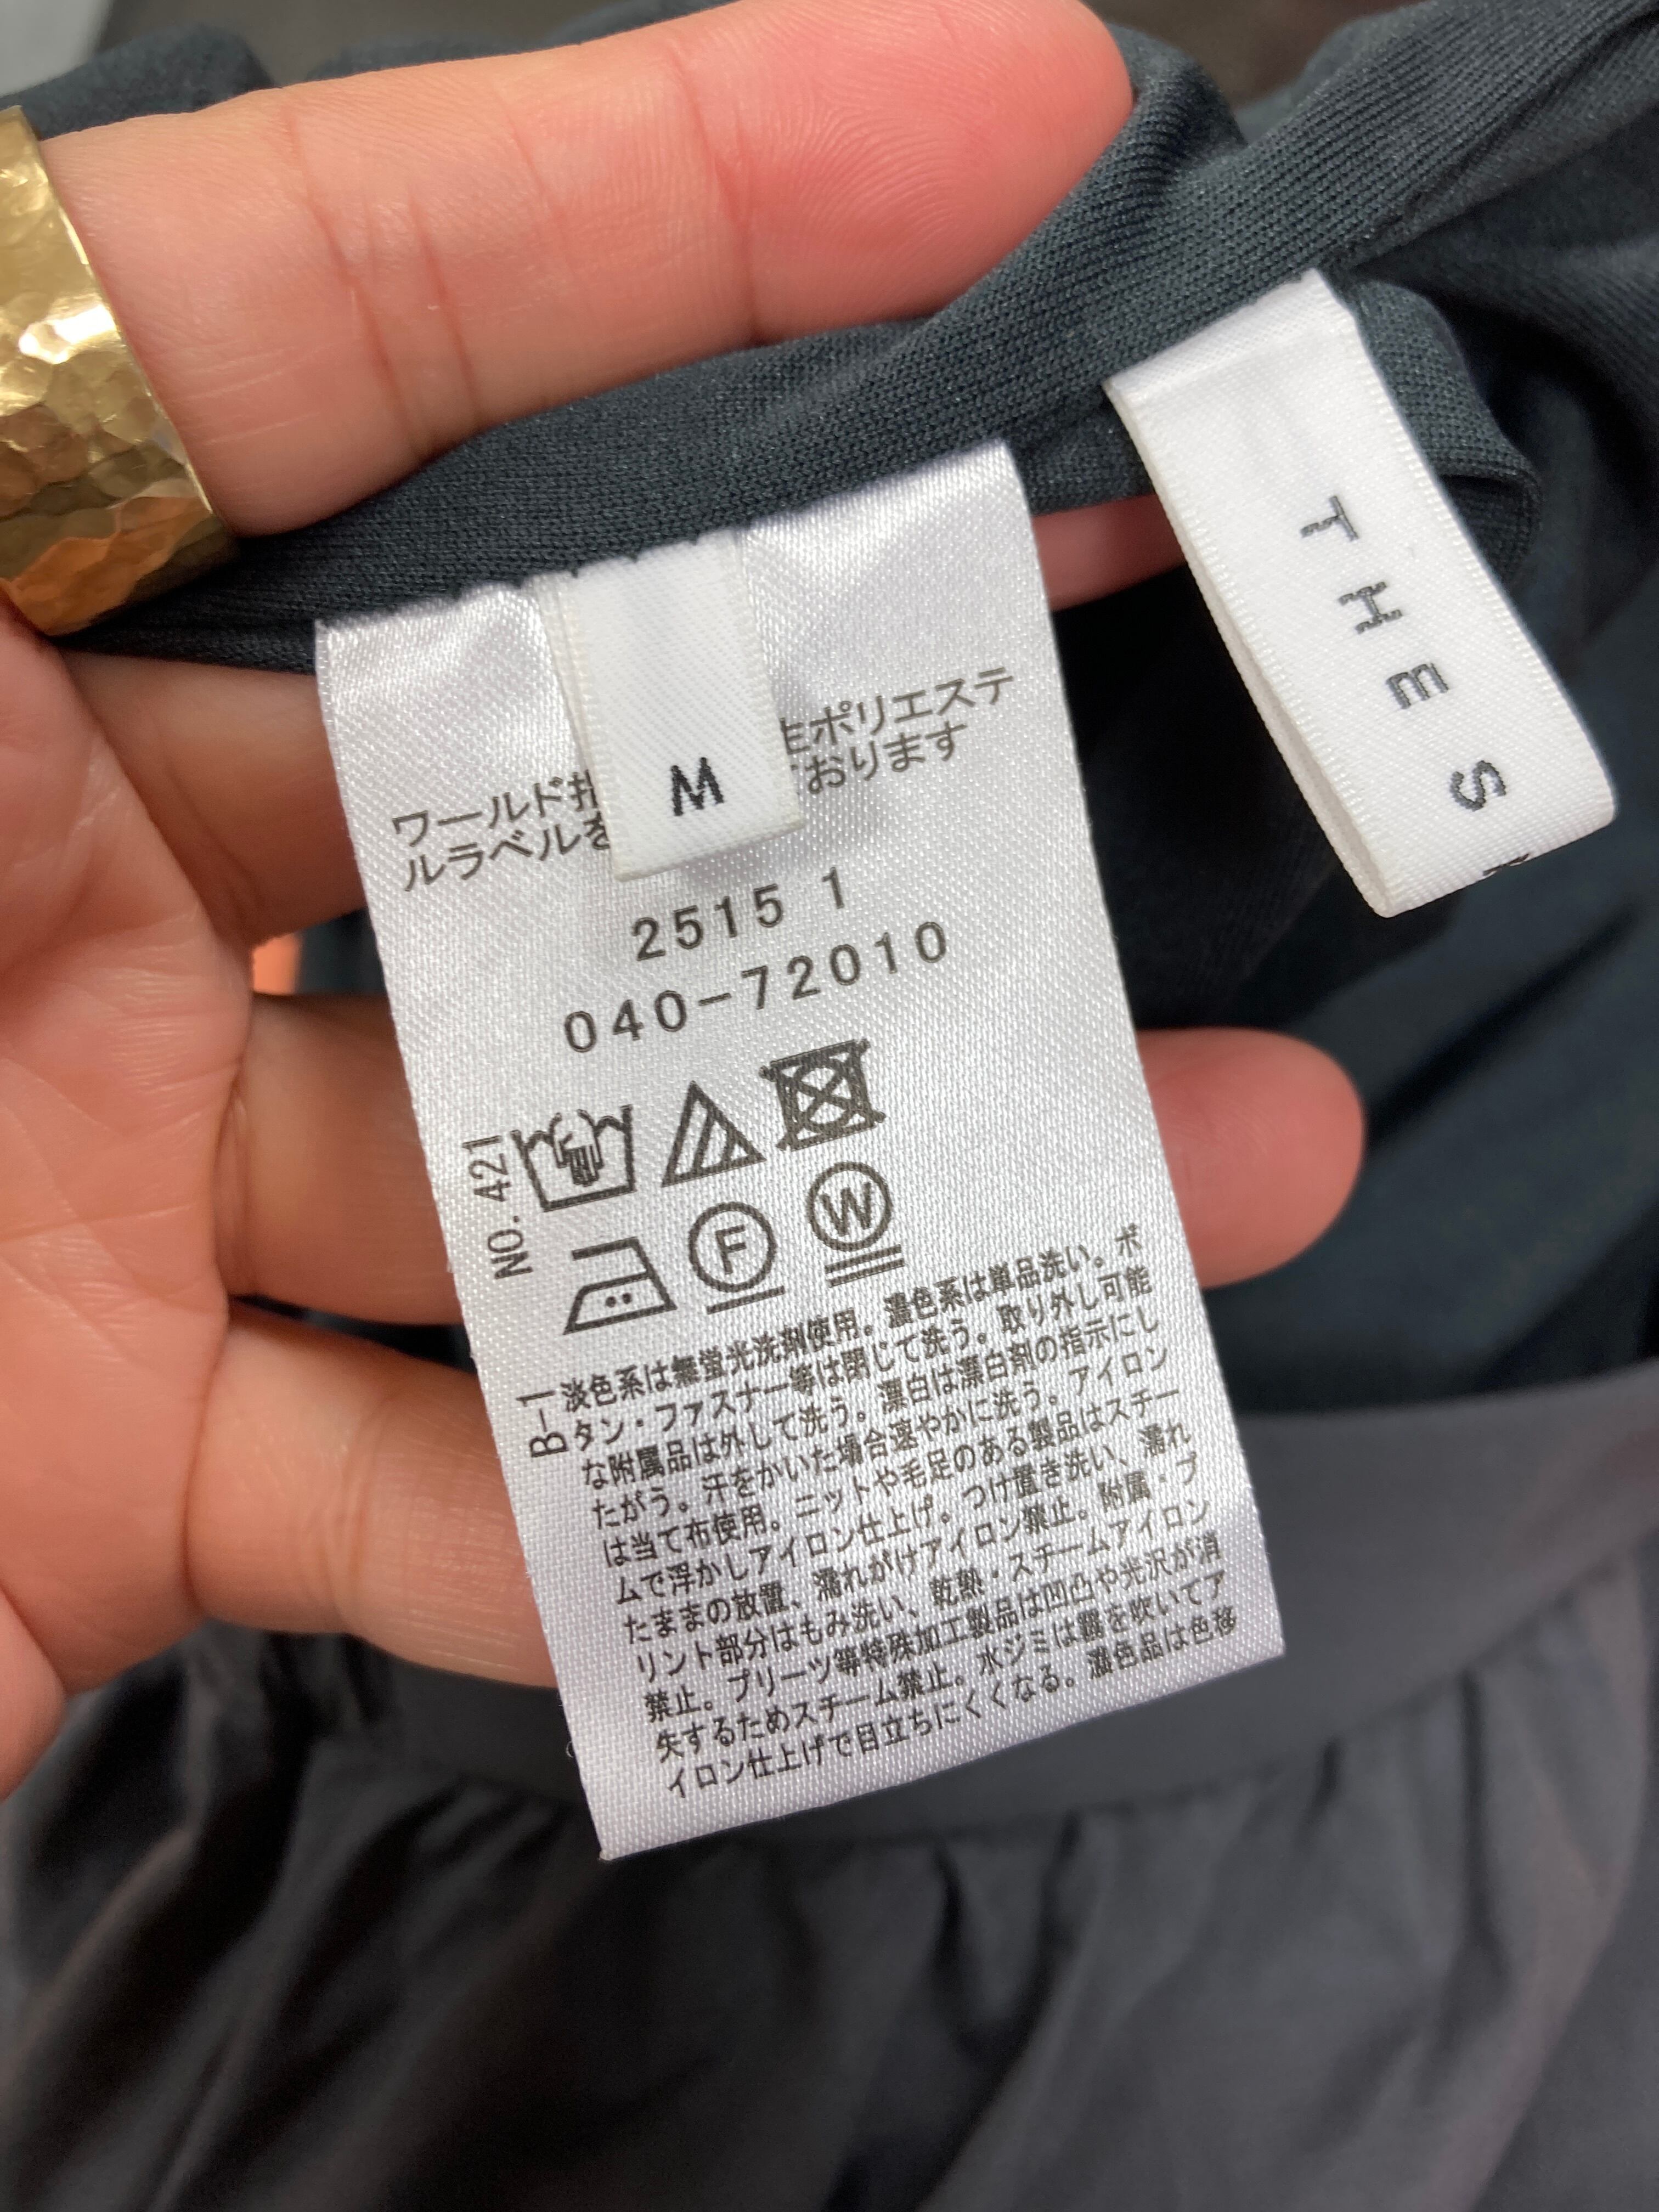 THE S
M
ワールド指 生ポリエステ
ルラベルを ております
2515 1
040-72010
NO. 421
F
W
B-1
淡色系は無蛍光洗剤使用。濃色系は単品洗い。ボ
タン・ファスナー等は閉じて洗う。取り外し可能
な附属品は外して洗う。漂白は漂白剤の指示にし
たがう。汗をかいた場合速やかに洗う。アイロン
は当て布使用。ニットや毛足のある製品はスチー
ムで浮かしアイロン仕上げ。つけ置き洗い、濡れ
たままの放置、濡れがけアイロン禁止。附属・プ
リント部分はもみ洗い、乾熱・スチームアイロン
禁止。プリーツ等特殊加工製品は凹凸や光沢が消
失するためスチーム禁止。水ジミは霧を吹いてア
イロン仕上げで目立ちにくくなる。濃色品は色移